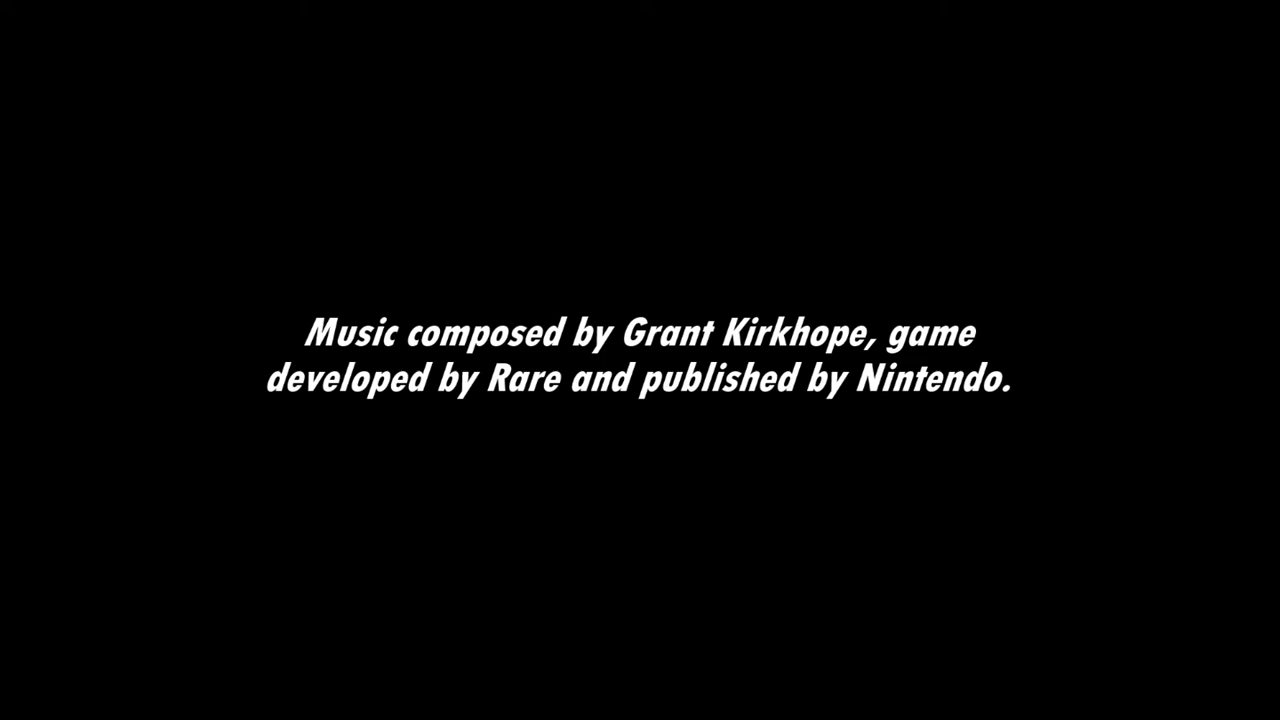 Music composed by Grant Kirkhope, game
developed by Rare and published by Nintendo.